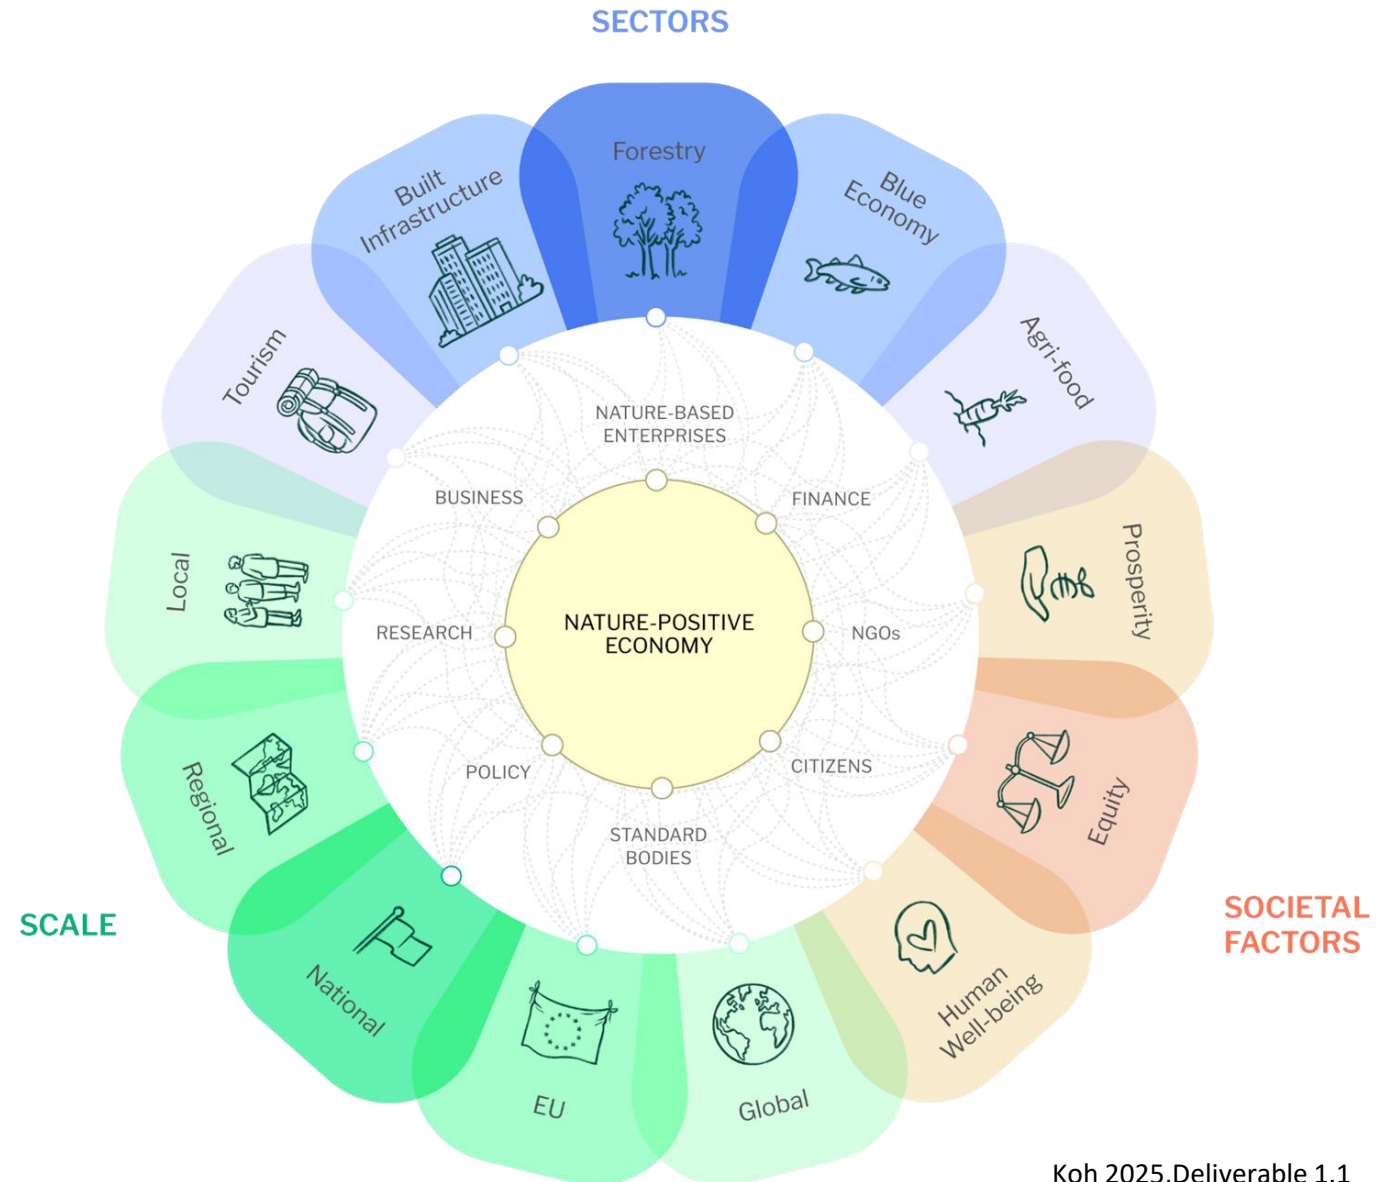 SECTORS
Forestry
Built
Infrastructure
Blue
Economy
Tourism
Agri-food
NATURE-BASED
ENTERPRISES
BUSINESS
FINANCE
Local
Prosperity
NATURE-POSITIVE
ECONOMY
RESEARCH
NGOs
POLICY
CITIZENS
Regional
Equity
STANDARD
BODIES
SCALE
SOCIETAL
FACTORS
National
Human
Well-being
EU
Global
Koh 2025.Deliverable 1.1